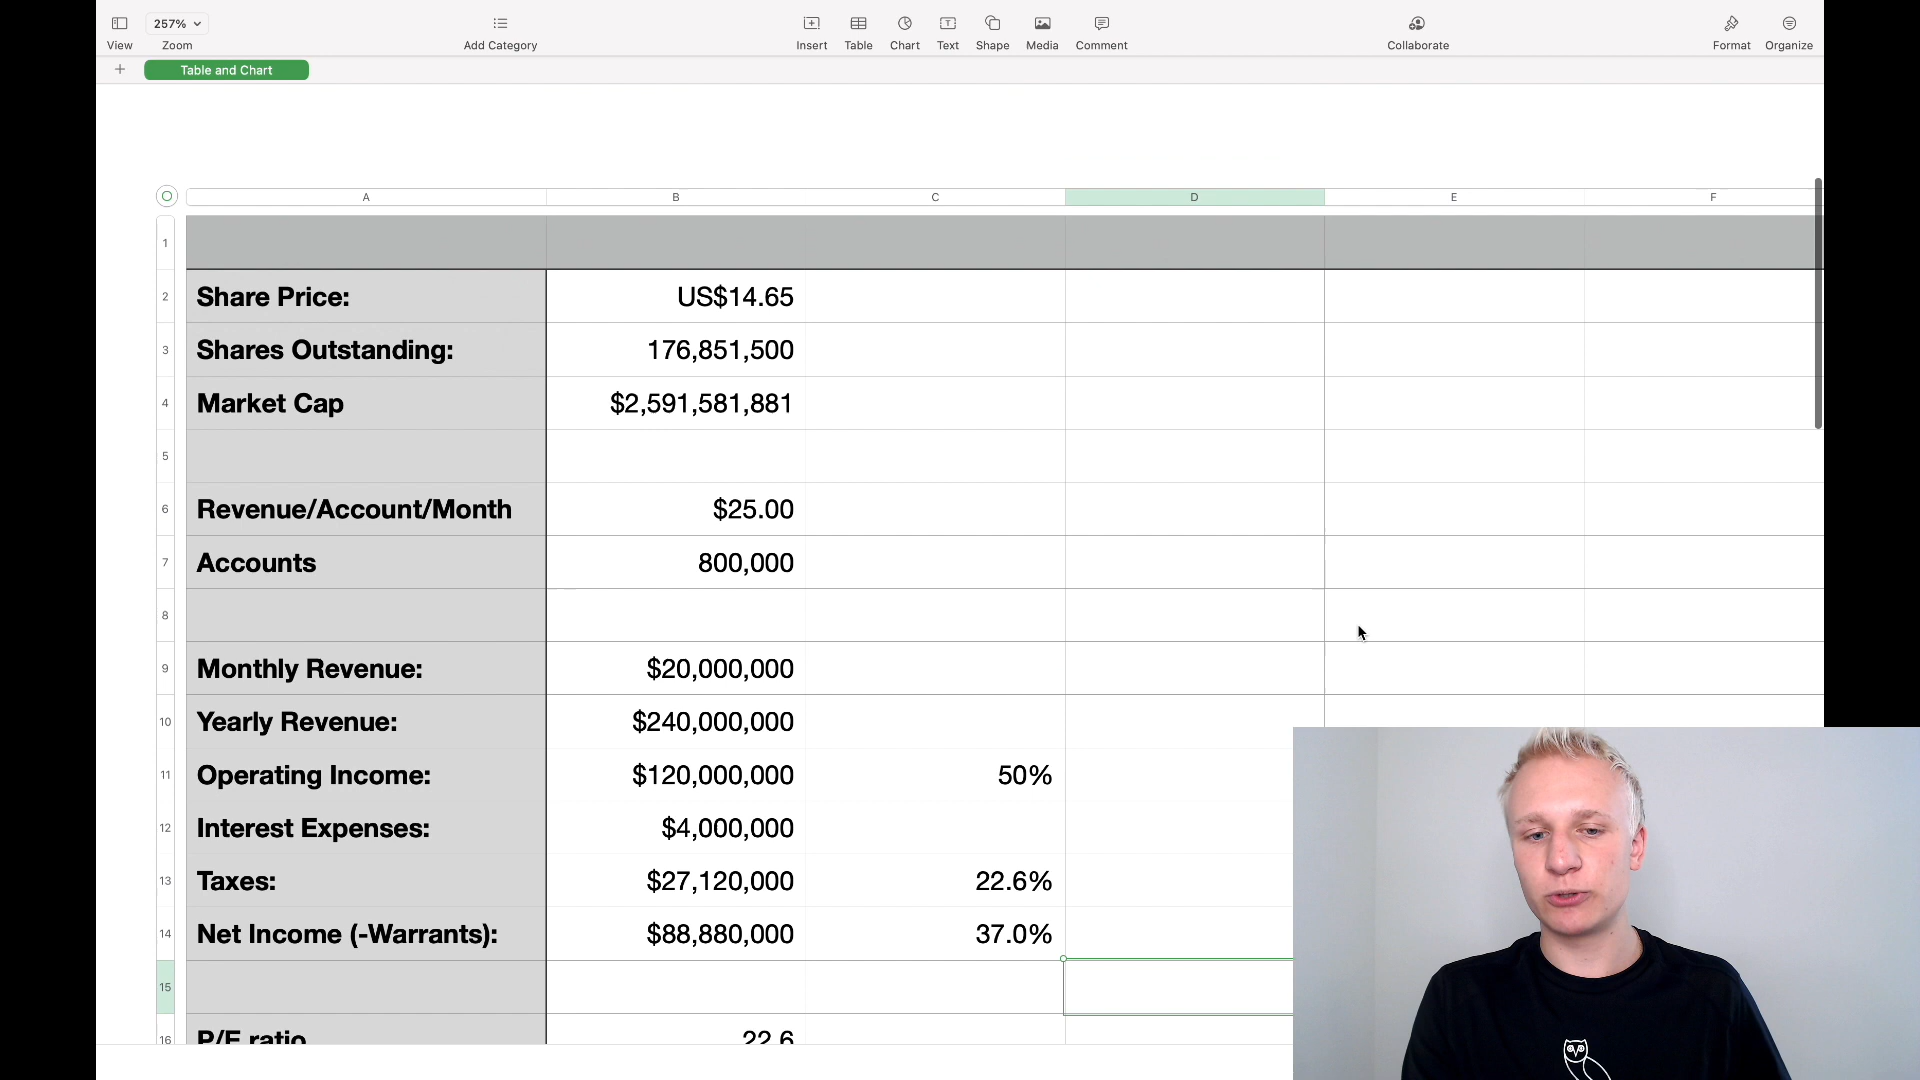 257%
View
Zoom
Add Category
Insert
Table
Chart
Text
Shape
Media
Comment
Collaborate
Format
Organize
+ Table and Chart
A B C D E F
1
2 Share Price: US$14.65
3 Shares Outstanding: 176,851,500
4 Market Cap $2,591,581,881
5
6 Revenue/Account/Month $25.00
7 Accounts 800,000
8
9 Monthly Revenue: $20,000,000
10 Yearly Revenue: $240,000,000
11 Operating Income: $120,000,000 50%
12 Interest Expenses: $4,000,000
13 Taxes: $27,120,000 22.6%
14 Net Income (-Warrants): $88,880,000 37.0%
15
16 P/E ratio 22.6